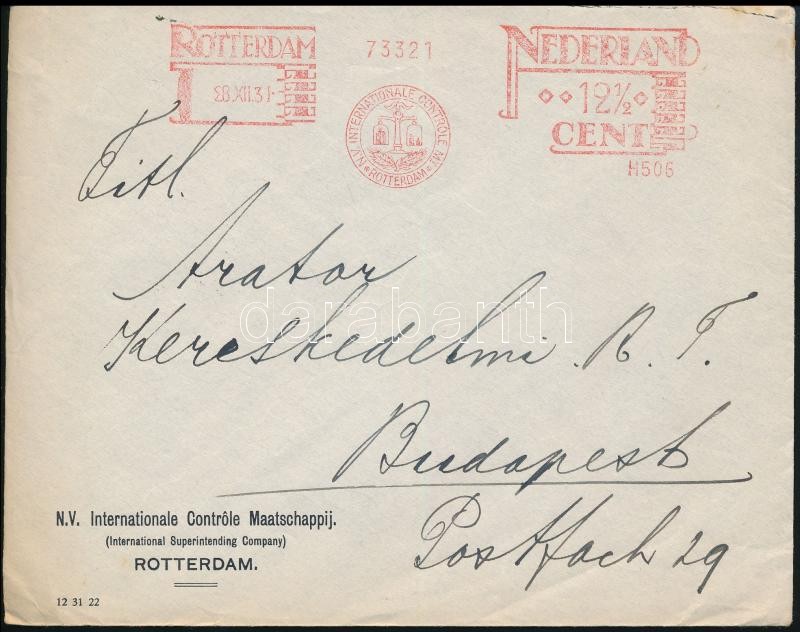 ROTTERDAM
28.XII.31
73321
N.V. INTERNATIONALE CONTROLE MIJ.
ROTTERDAM
NEDERLAND
12½
CENT
H506
Titl.
Arator
Kereskedelmi R. T.
Budapest
Postfach 29
darabanth
N.V. Internationale Contrôle Maatschappij.
(International Superintending Company)
ROTTERDAM.
12 31 22